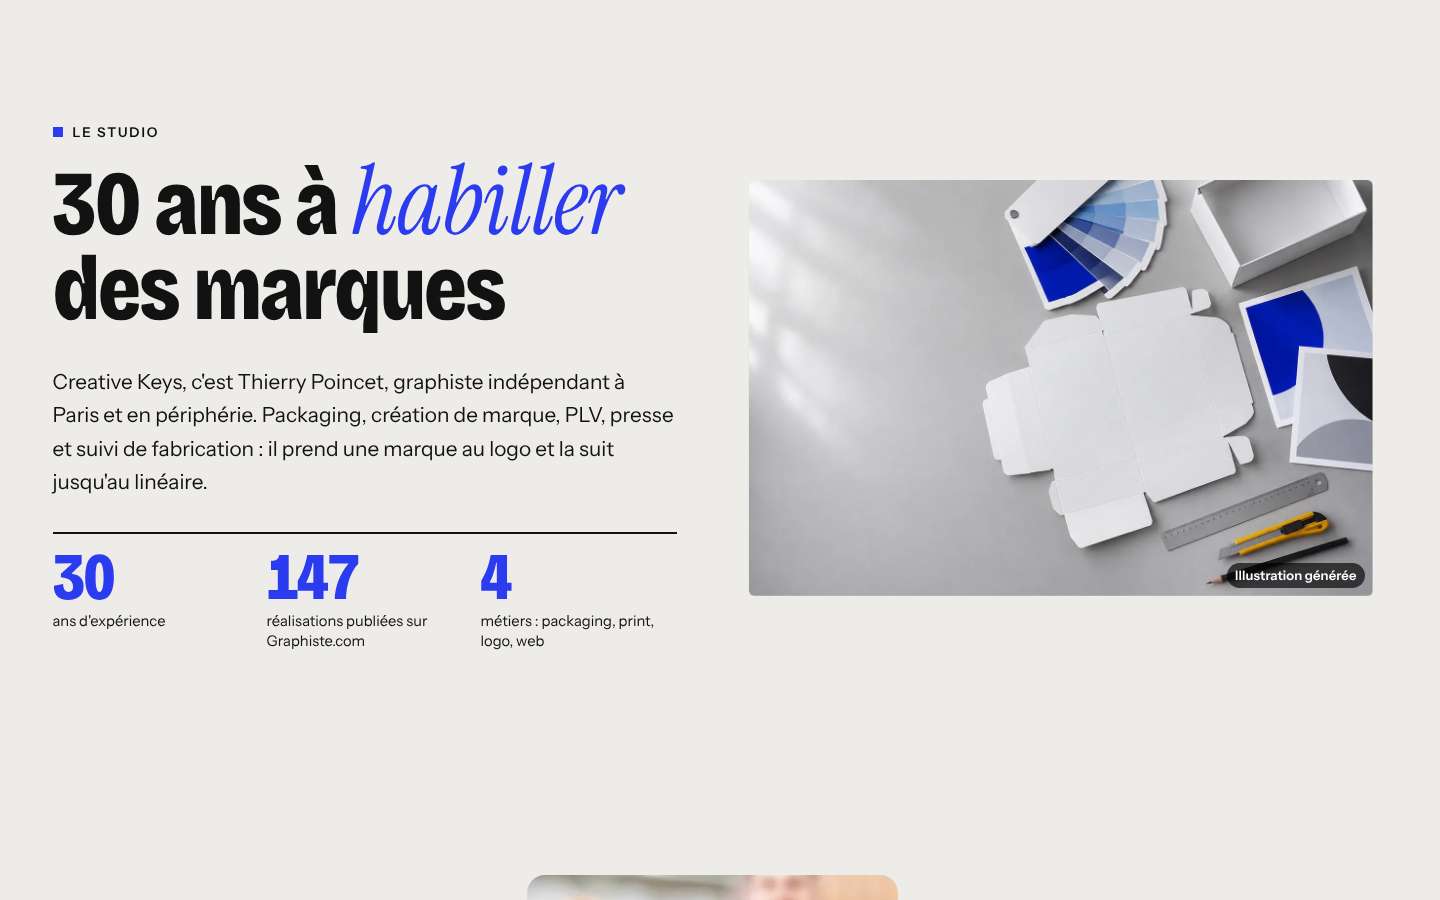 LE STUDIO
30 ans à habiller
des marques
Creative Keys, c'est Thierry Poincet, graphiste indépendant à
Paris et en périphérie. Packaging, création de marque, PLV, presse
et suivi de fabrication : il prend une marque au logo et la suit
jusqu'au linéaire.
30
ans d'expérience
147
réalisations publiées sur
Graphiste.com
4
métiers : packaging, print,
logo, web
Illustration générée